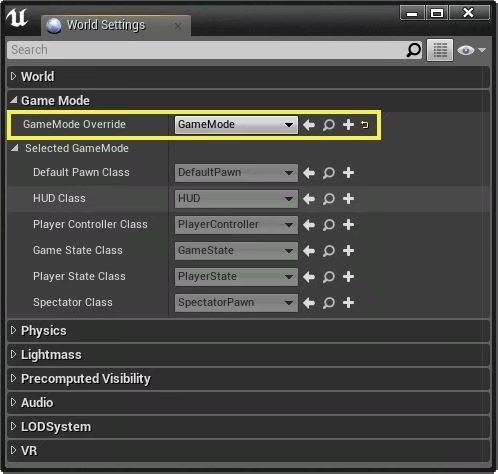 World Settings
Search
World
Game Mode
GameMode Override GameMode
Selected GameMode
Default Pawn Class DefaultPawn
HUD Class HUD
Player Controller Class PlayerController
Game State Class GameState
Player State Class PlayerState
Spectator Class SpectatorPawn
Physics
Lightmass
Precomputed Visibility
Audio
LODSystem
VR